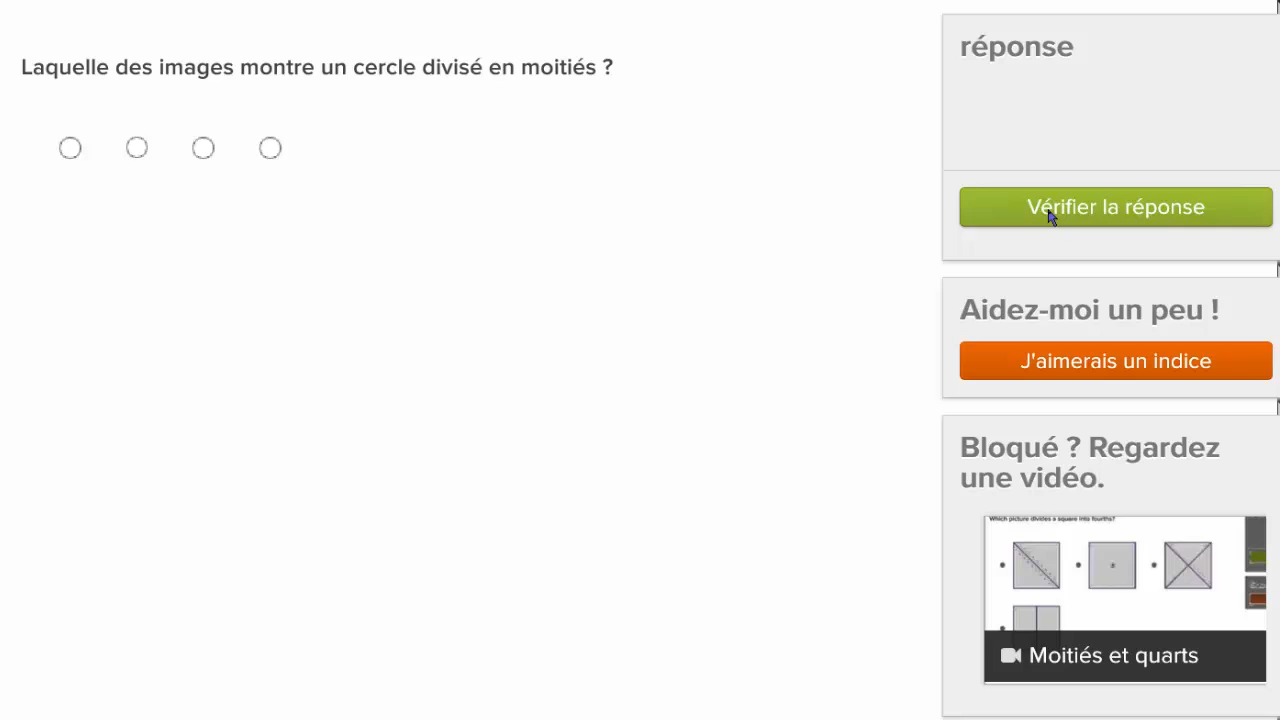 Laquelle des images montre un cercle divisé en moitiés ?
réponse
Vérifier la réponse
Aidez-moi un peu !
J'aimerais un indice
Bloqué ? Regardez
une vidéo.
Which picture divides a square into fourths?
Moitiés et quarts